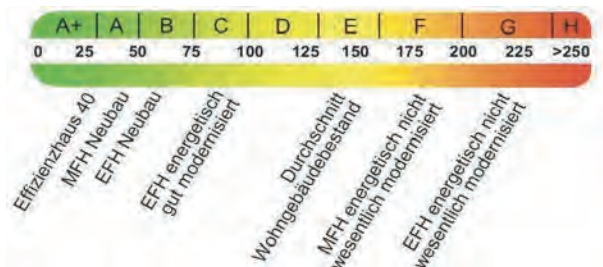 A+ A B C D E F G H
0 25 50 75 100 125 150 175 200 225 >250
Effizienzhaus 40
MFH Neubau
EFH Neubau
EFH energetisch
gut modernisiert
Durchschnitt
Wohngebäudebestand
MFH energetisch nicht
wesentlich modernisiert
EFH energetisch nicht
wesentlich modernisiert